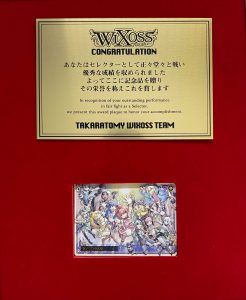 WIXOSS
CONGRATULATION
あなたはセレクターとして正々堂々と戦い
優秀な成績を収められました
よってここに記念品を贈り
その栄誉を称えこれを賞します
In recognition of your outstanding performance
in fair fight as a Selector,
we present this award plaque to honor your accomplishment.
TAKARATOMY WIXOSS TEAM